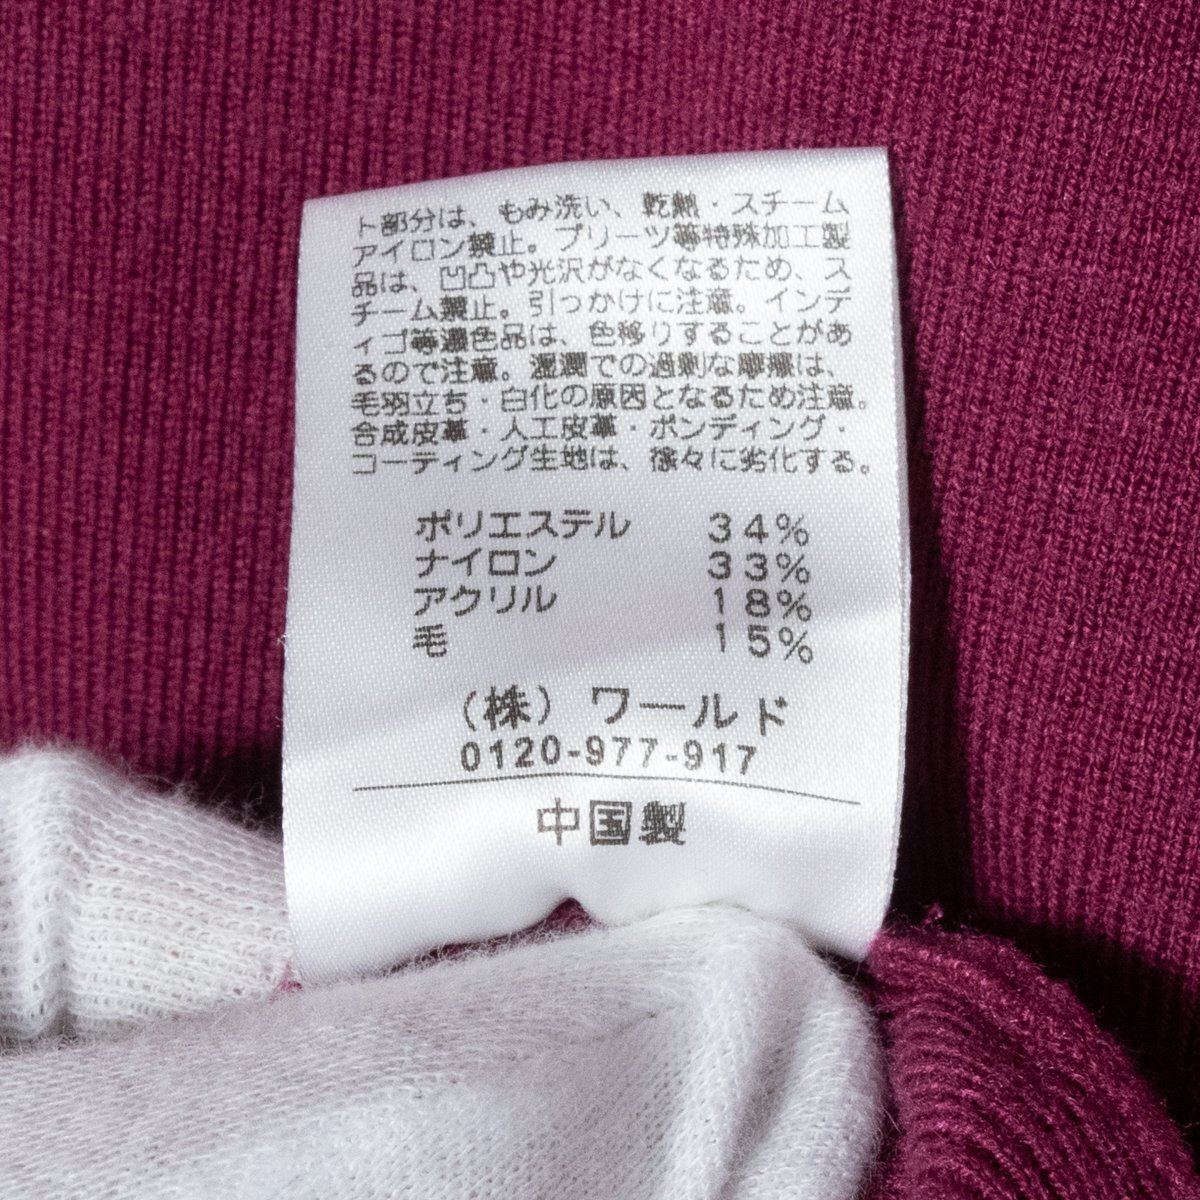 ト部分は、もみ洗い、乾熱・スチーム
アイロン禁止。プリーツ等特殊加工製
品は、凹凸や光沢がなくなるため、ス
チーム禁止。引っかけに注意。インデ
ィゴ等濃色品は、色移りすることがあ
るので注意。湿潤での過剰な摩擦は、
毛羽立ち・白化の原因となるため注意。
合成皮革・人工皮革・ボンディング・
コーティング生地は、徐々に劣化する。
ポリエステル 34%
ナイロン 33%
アクリル 18%
毛 15%
(株) ワールド
0120-977-917
中国製